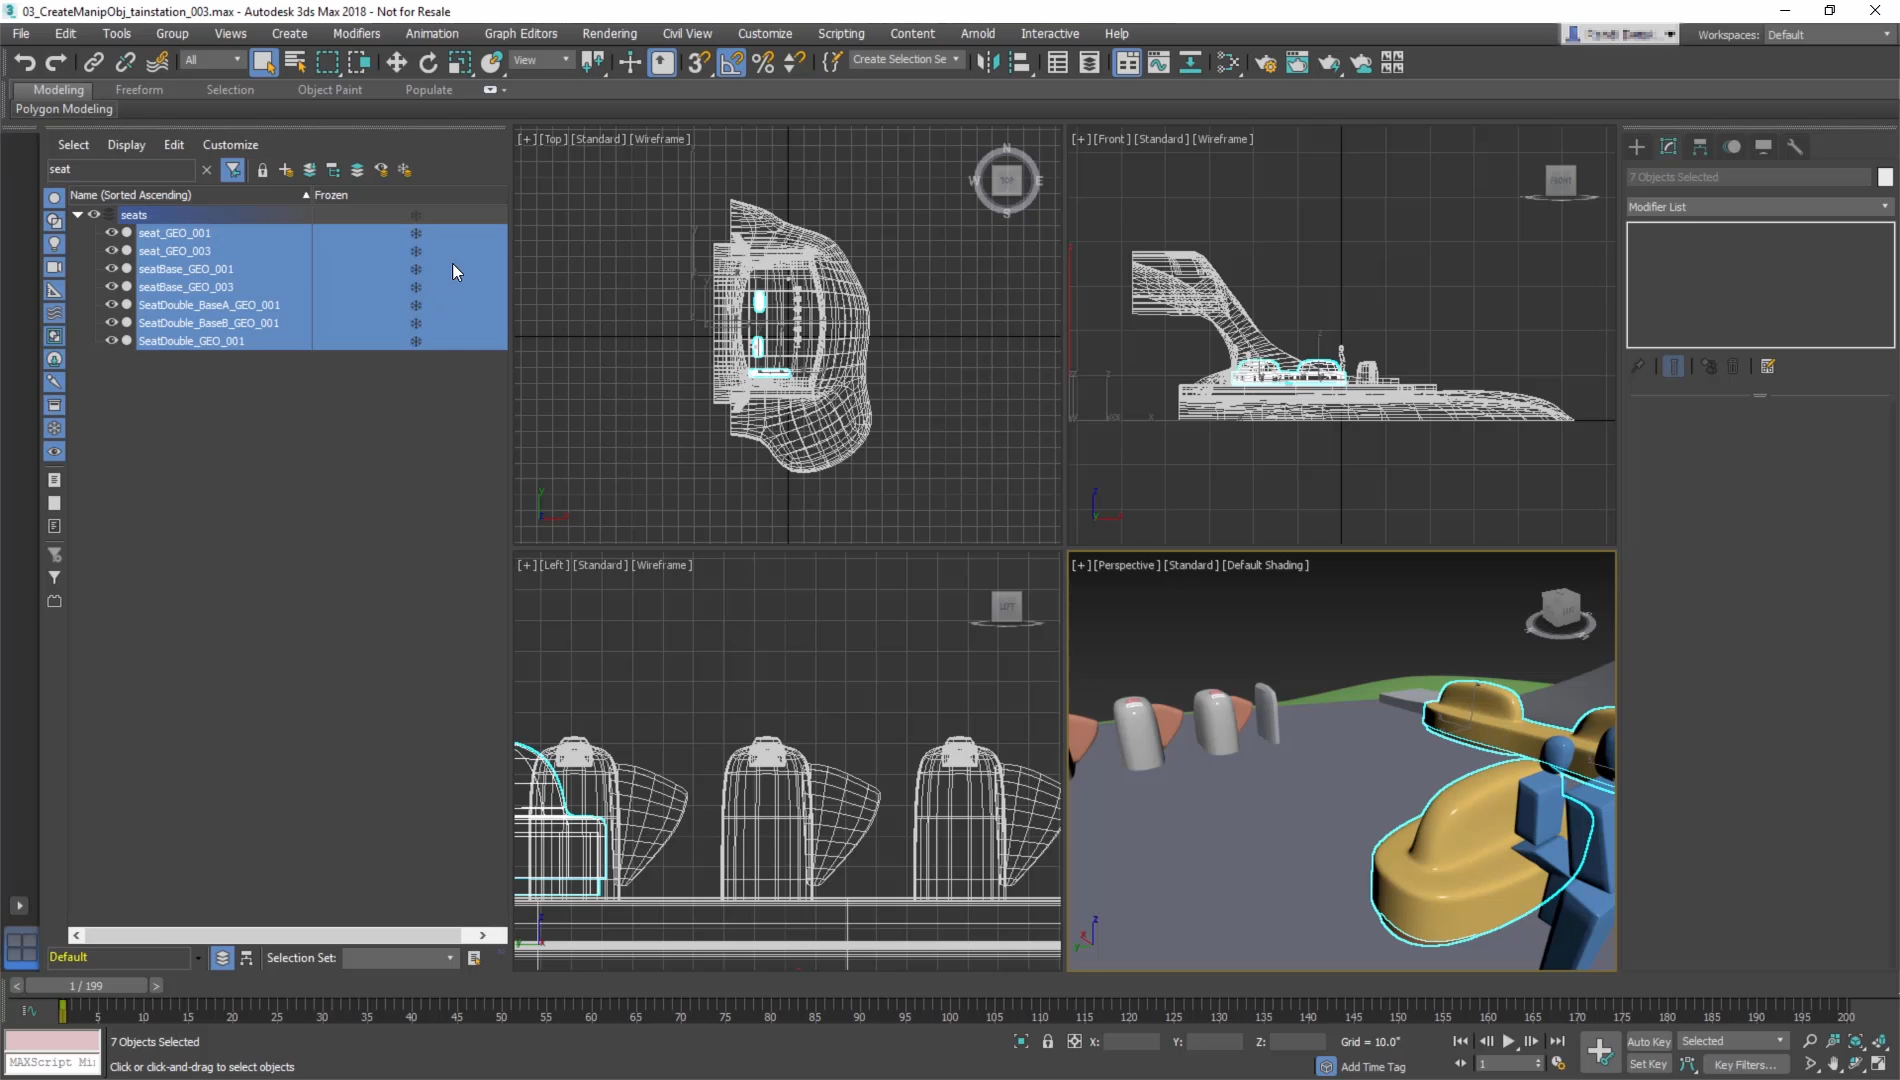 03_CreateManipObj_tainstation_003.max - Autodesk 3ds Max 2018 - Not for Resale
File Edit Tools Group Views Create Modifiers Animation Graph Editors Rendering Civil View Customize Scripting Content Arnold Interactive Help
Workspaces: Default
All
View
Create Selection Se
Modeling Freeform Selection Object Paint Populate
Polygon Modeling
Select Display Edit Customize
seat
Name (Sorted Ascending) Frozen
seats
seat_GEO_001
seat_GEO_003
seatBase_GEO_001
seatBase_GEO_003
SeatDouble_BaseA_GEO_001
SeatDouble_BaseB_GEO_001
SeatDouble_GEO_001
Default
Selection Set:
[+] [Top] [Standard] [Wireframe]
N
W TOP E
S
[+] [Front] [Standard] [Wireframe]
FRONT
[+] [Left] [Standard] [Wireframe]
LEFT
[+] [Perspective] [Standard] [Default Shading]
7 Objects Selected
Modifier List
< 1 / 199 >
5 10 15 20 25 30 35 40 45 50 55 60 65 70 75 80 85 90 95 100 105 110 115 120 125 130 135 140 145 150 155 160 165 170 175 180 185 190 195 200
7 Objects Selected
MAXScript Mi
Click or click-and-drag to select objects
X: Y: Z: Grid = 10.0"
Add Time Tag
1
Auto Key Selected
Set Key Key Filters...